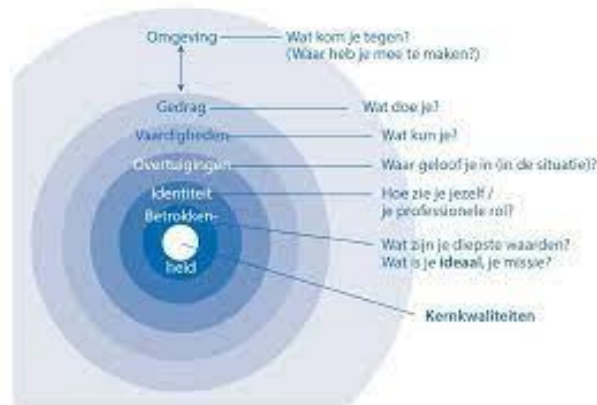 Omgeving Wat kom je tegen?
(Waar heb je mee te maken?)
Gedrag Wat doe je?
Vaardigheden Wat kun je?
Overtuigingen Waar geloof je in (in de situatie)?
Identiteit Hoe zie je jezelf /
je professionele rol?
Betrokken-
heid
Wat zijn je diepste waarden?
Wat is je ideaal, je missie?
Kernkwaliteiten